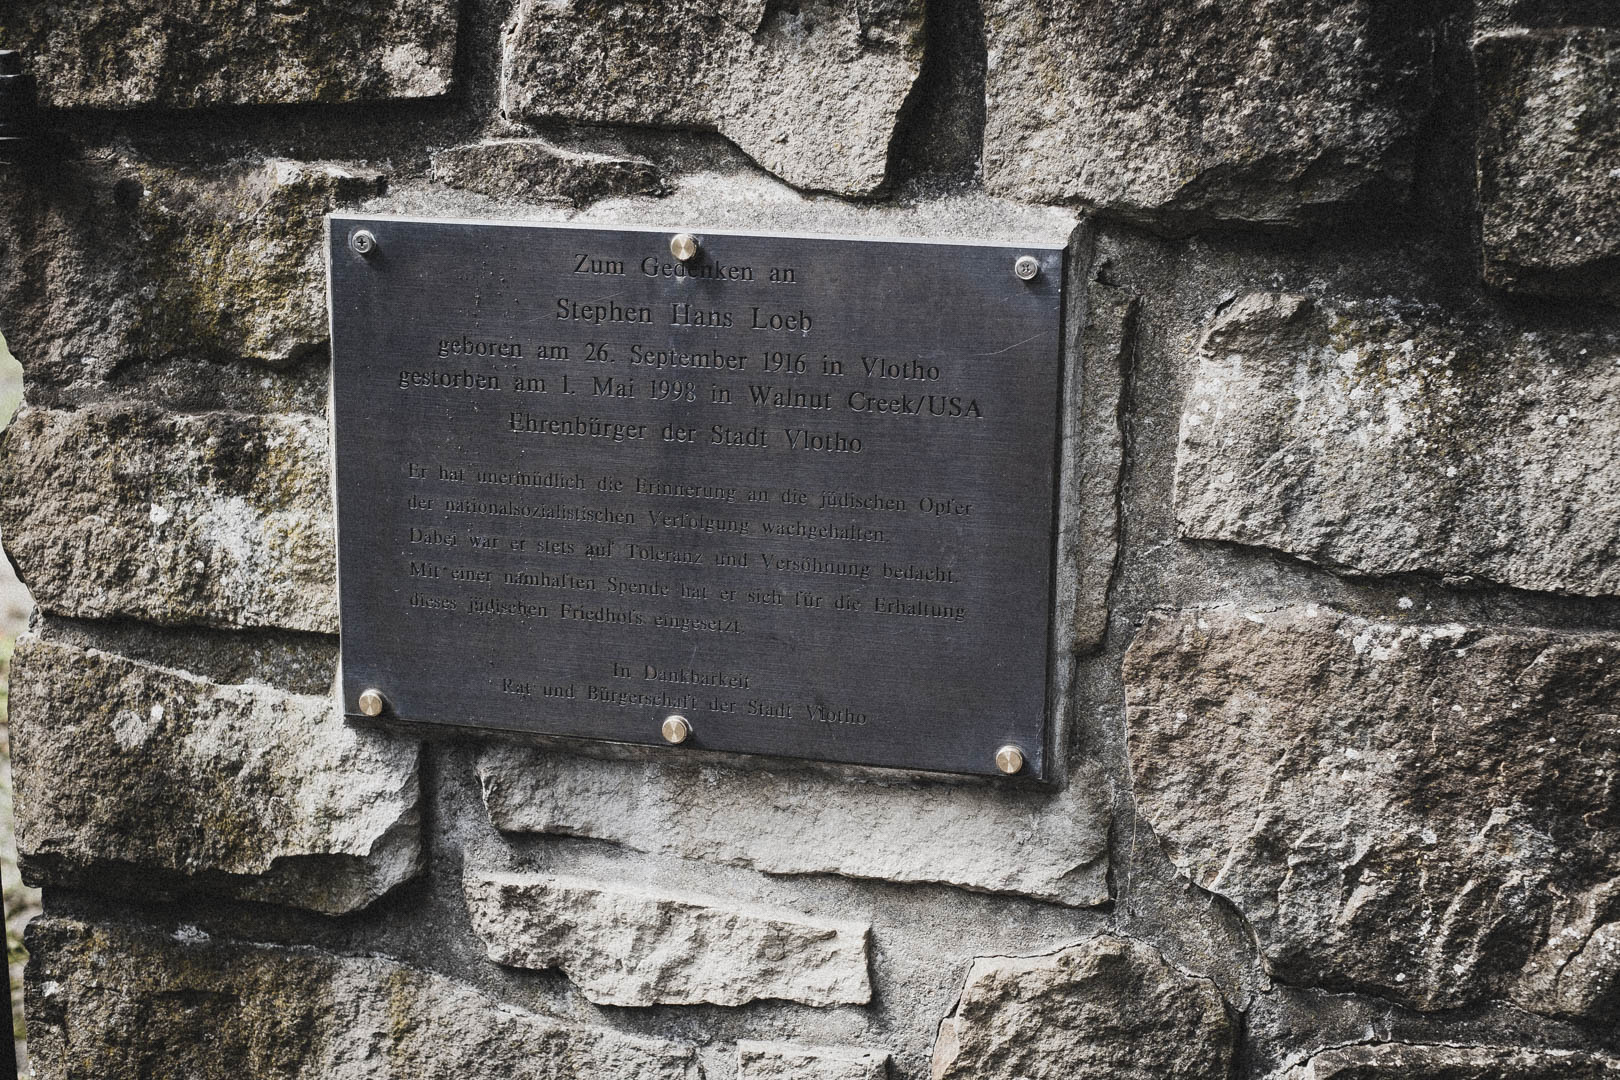 Zum Gedenken an
Stephen Hans Loeb
geboren am 26. September 1916 in Vlotho
gestorben am 1. Mai 1998 in Walnut Creek/USA
Ehrenbürger der Stadt Vlotho
Er hat unermüdlich die Erinnerung an die jüdischen Opfer
der nationalsozialistischen Verfolgung wachgehalten.
Dabei war er stets auf Toleranz und Versöhnung bedacht.
Mit einer namhaften Spende hat er sich für die Erhaltung
dieses jüdischen Friedhofs eingesetzt.
In Dankbarkeit
Rat und Bürgerschaft der Stadt Vlotho